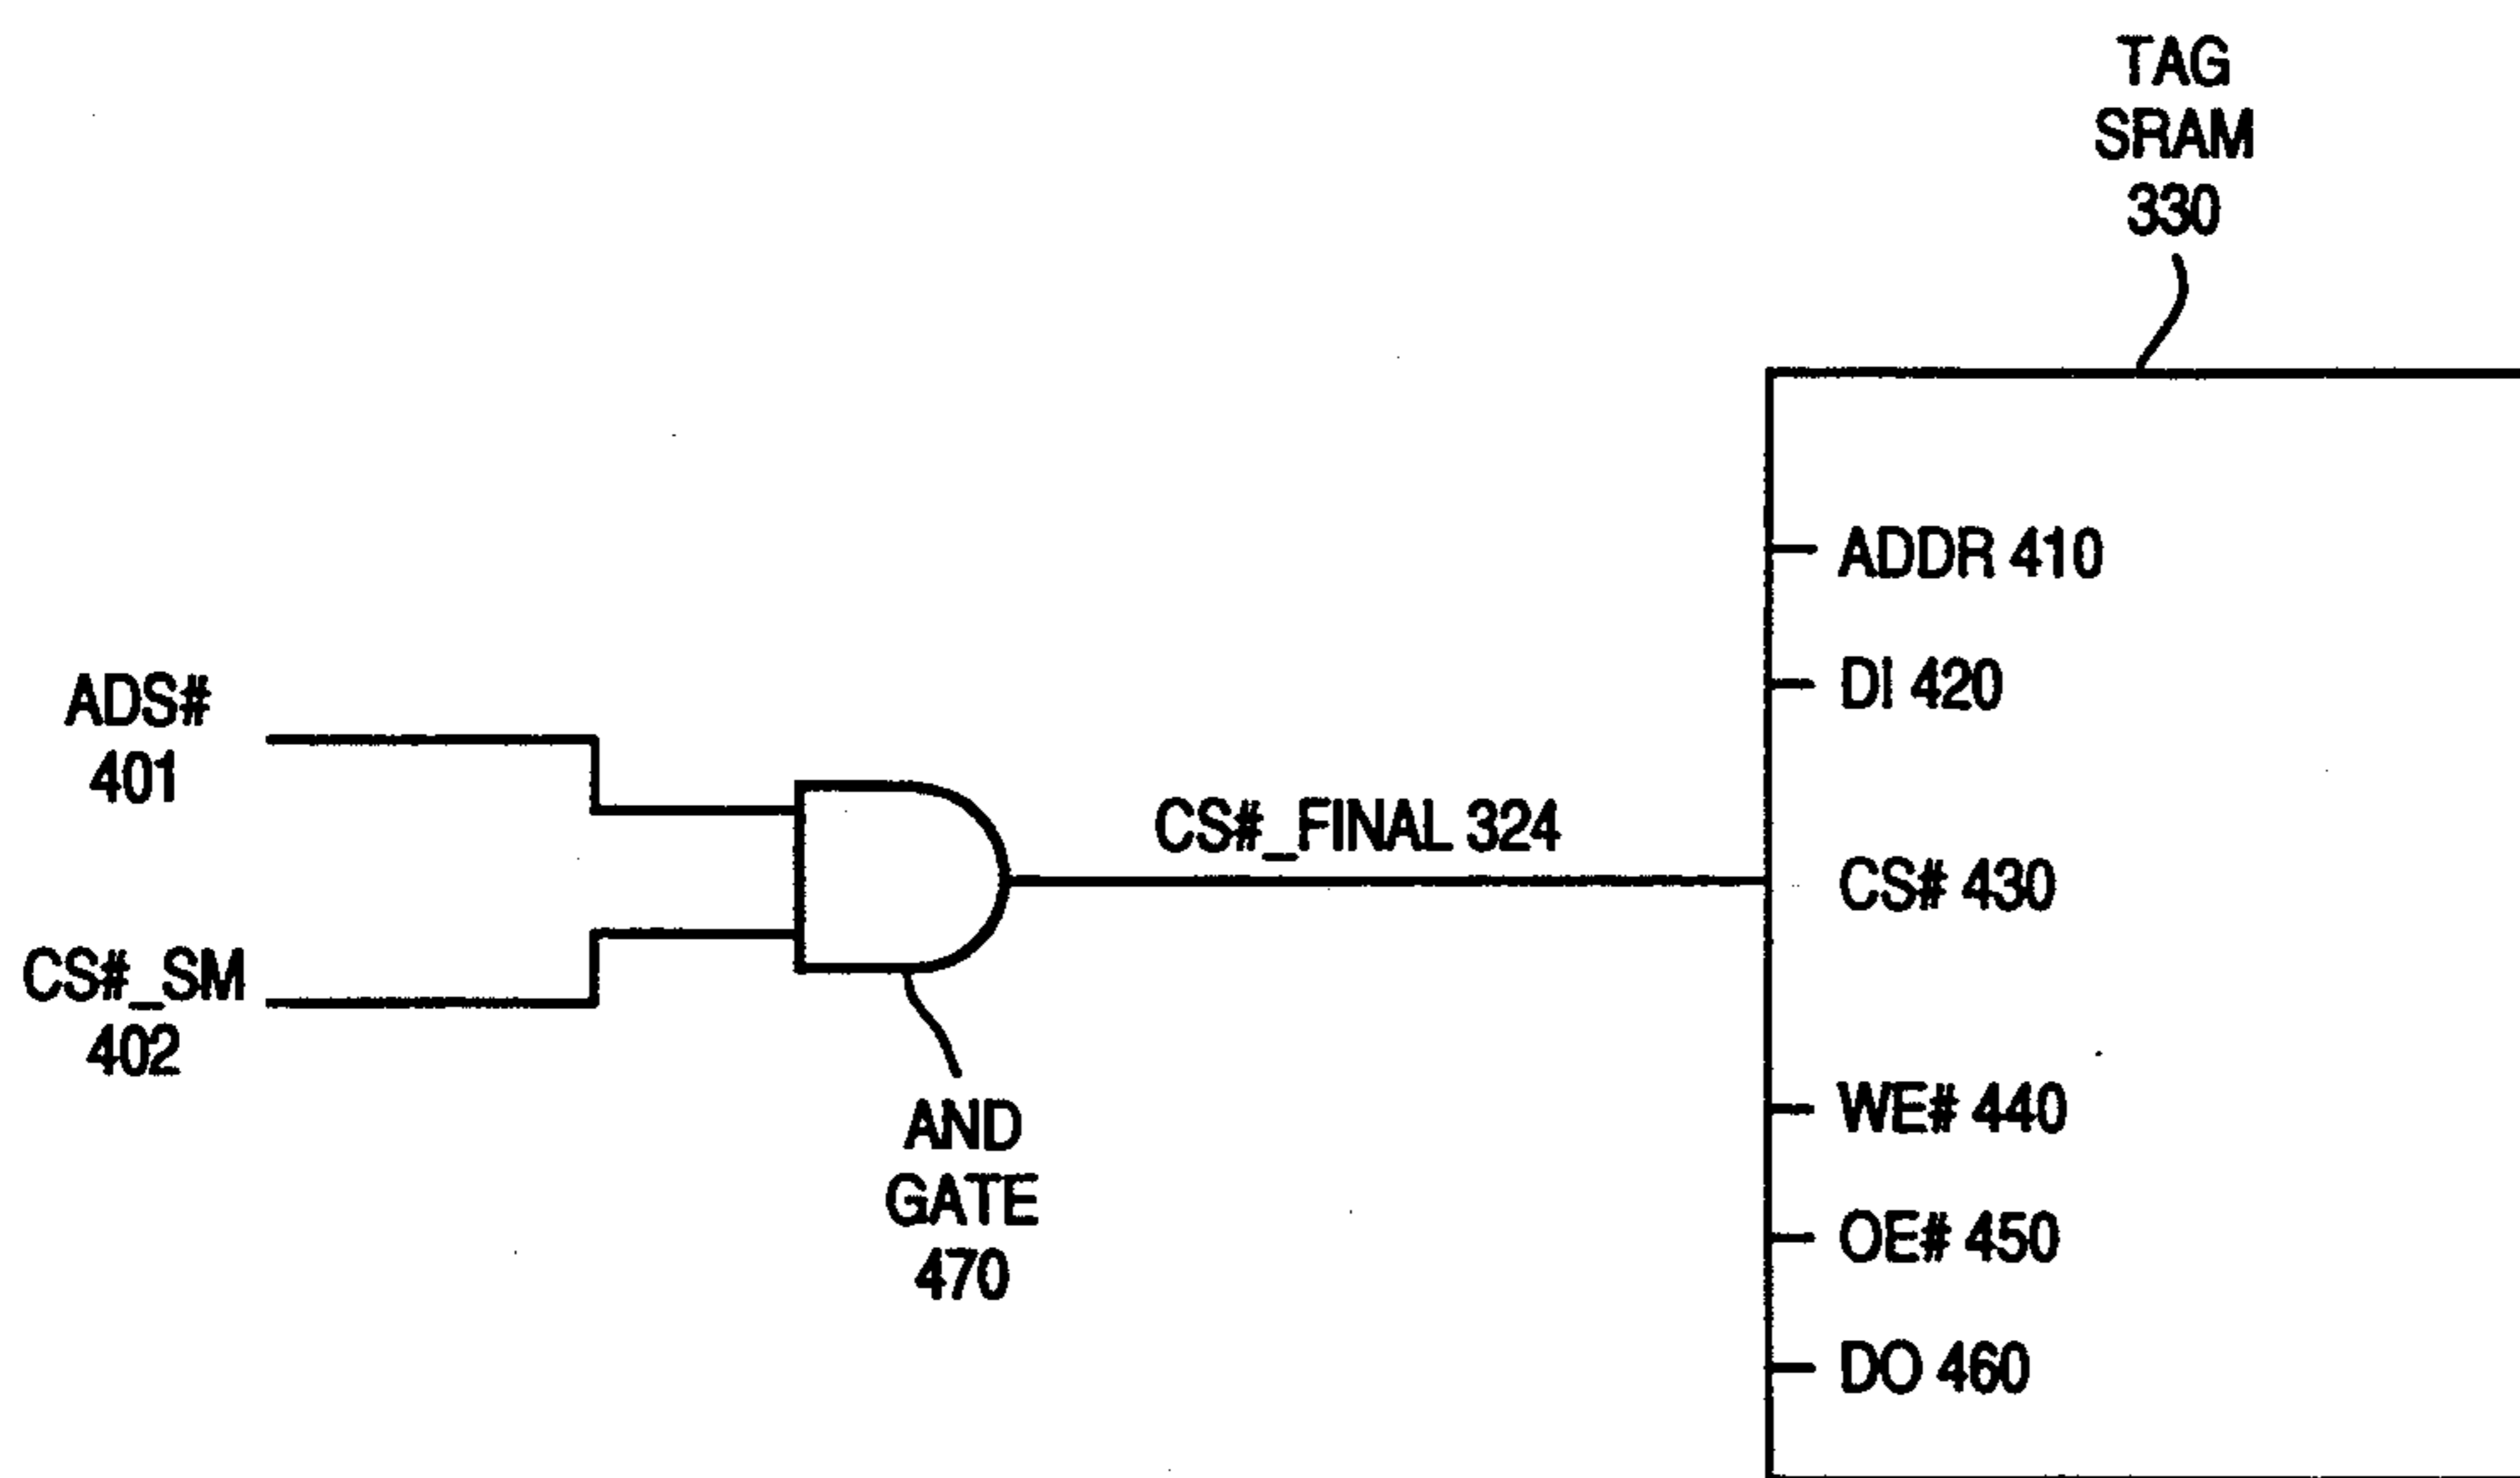 TAG
SRAM
330
ADDR 410
DI 420
ADS#
401
CS#_FINAL 324
CS# 430
CS#_SM
402
AND
GATE
470
WE# 440
OE# 450
DO 460